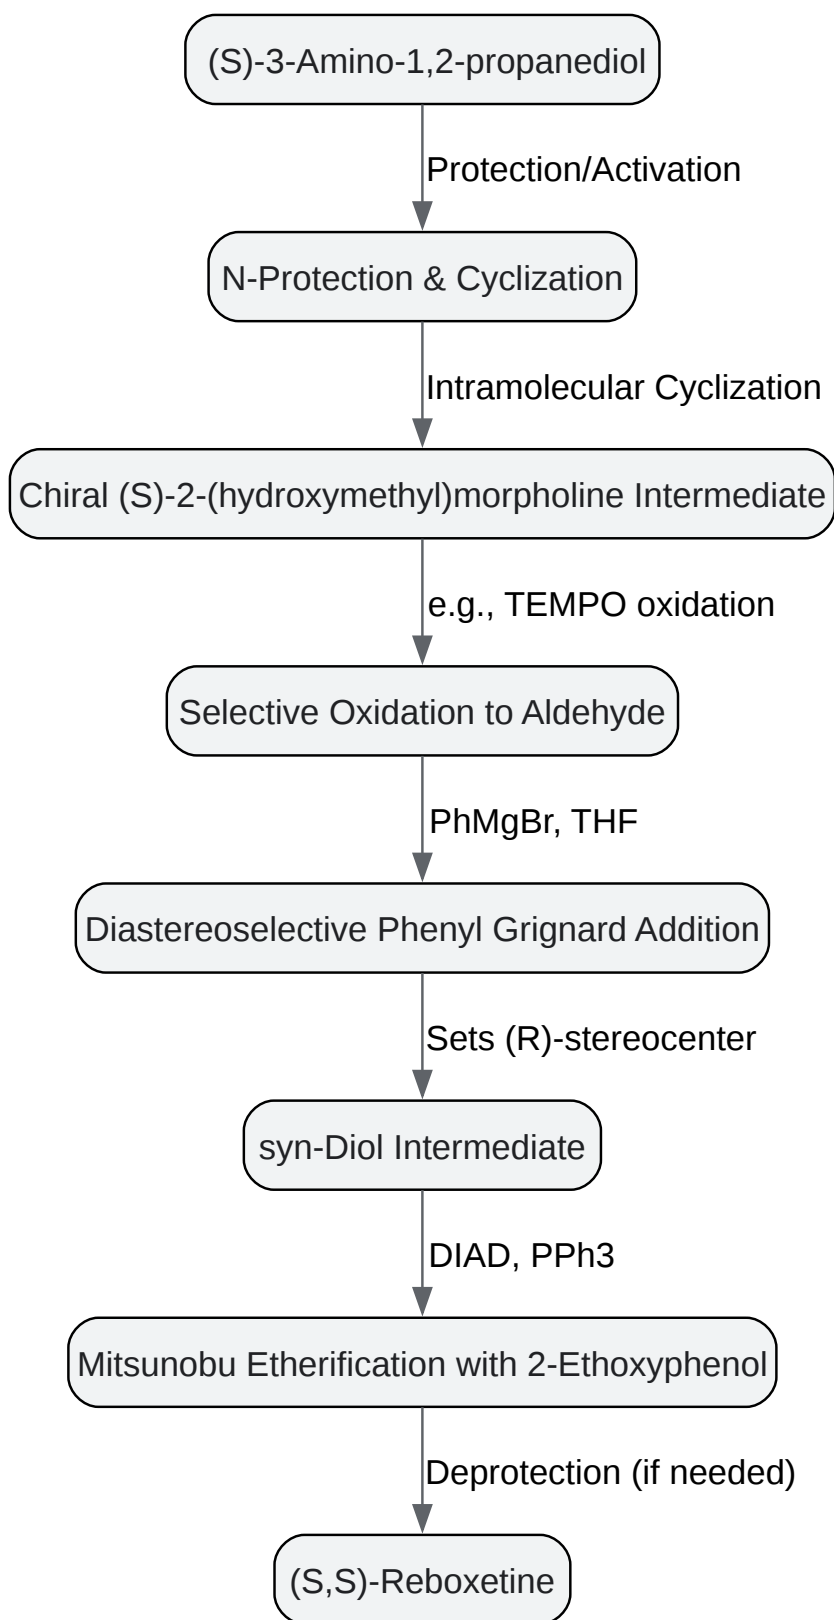 (S)-3-Amino-1,2-propanediol
Protection/Activation
N-Protection & Cyclization
Intramolecular Cyclization
Chiral (S)-2-(hydroxymethyl)morpholine Intermediate
e.g., TEMPO oxidation
Selective Oxidation to Aldehyde
PhMgBr, THF
Diastereoselective Phenyl Grignard Addition
Sets (R)-stereocenter
syn-Diol Intermediate
DIAD, PPh3
Mitsunobu Etherification with 2-Ethoxyphenol
Deprotection (if needed)
(S,S)-Reboxetine